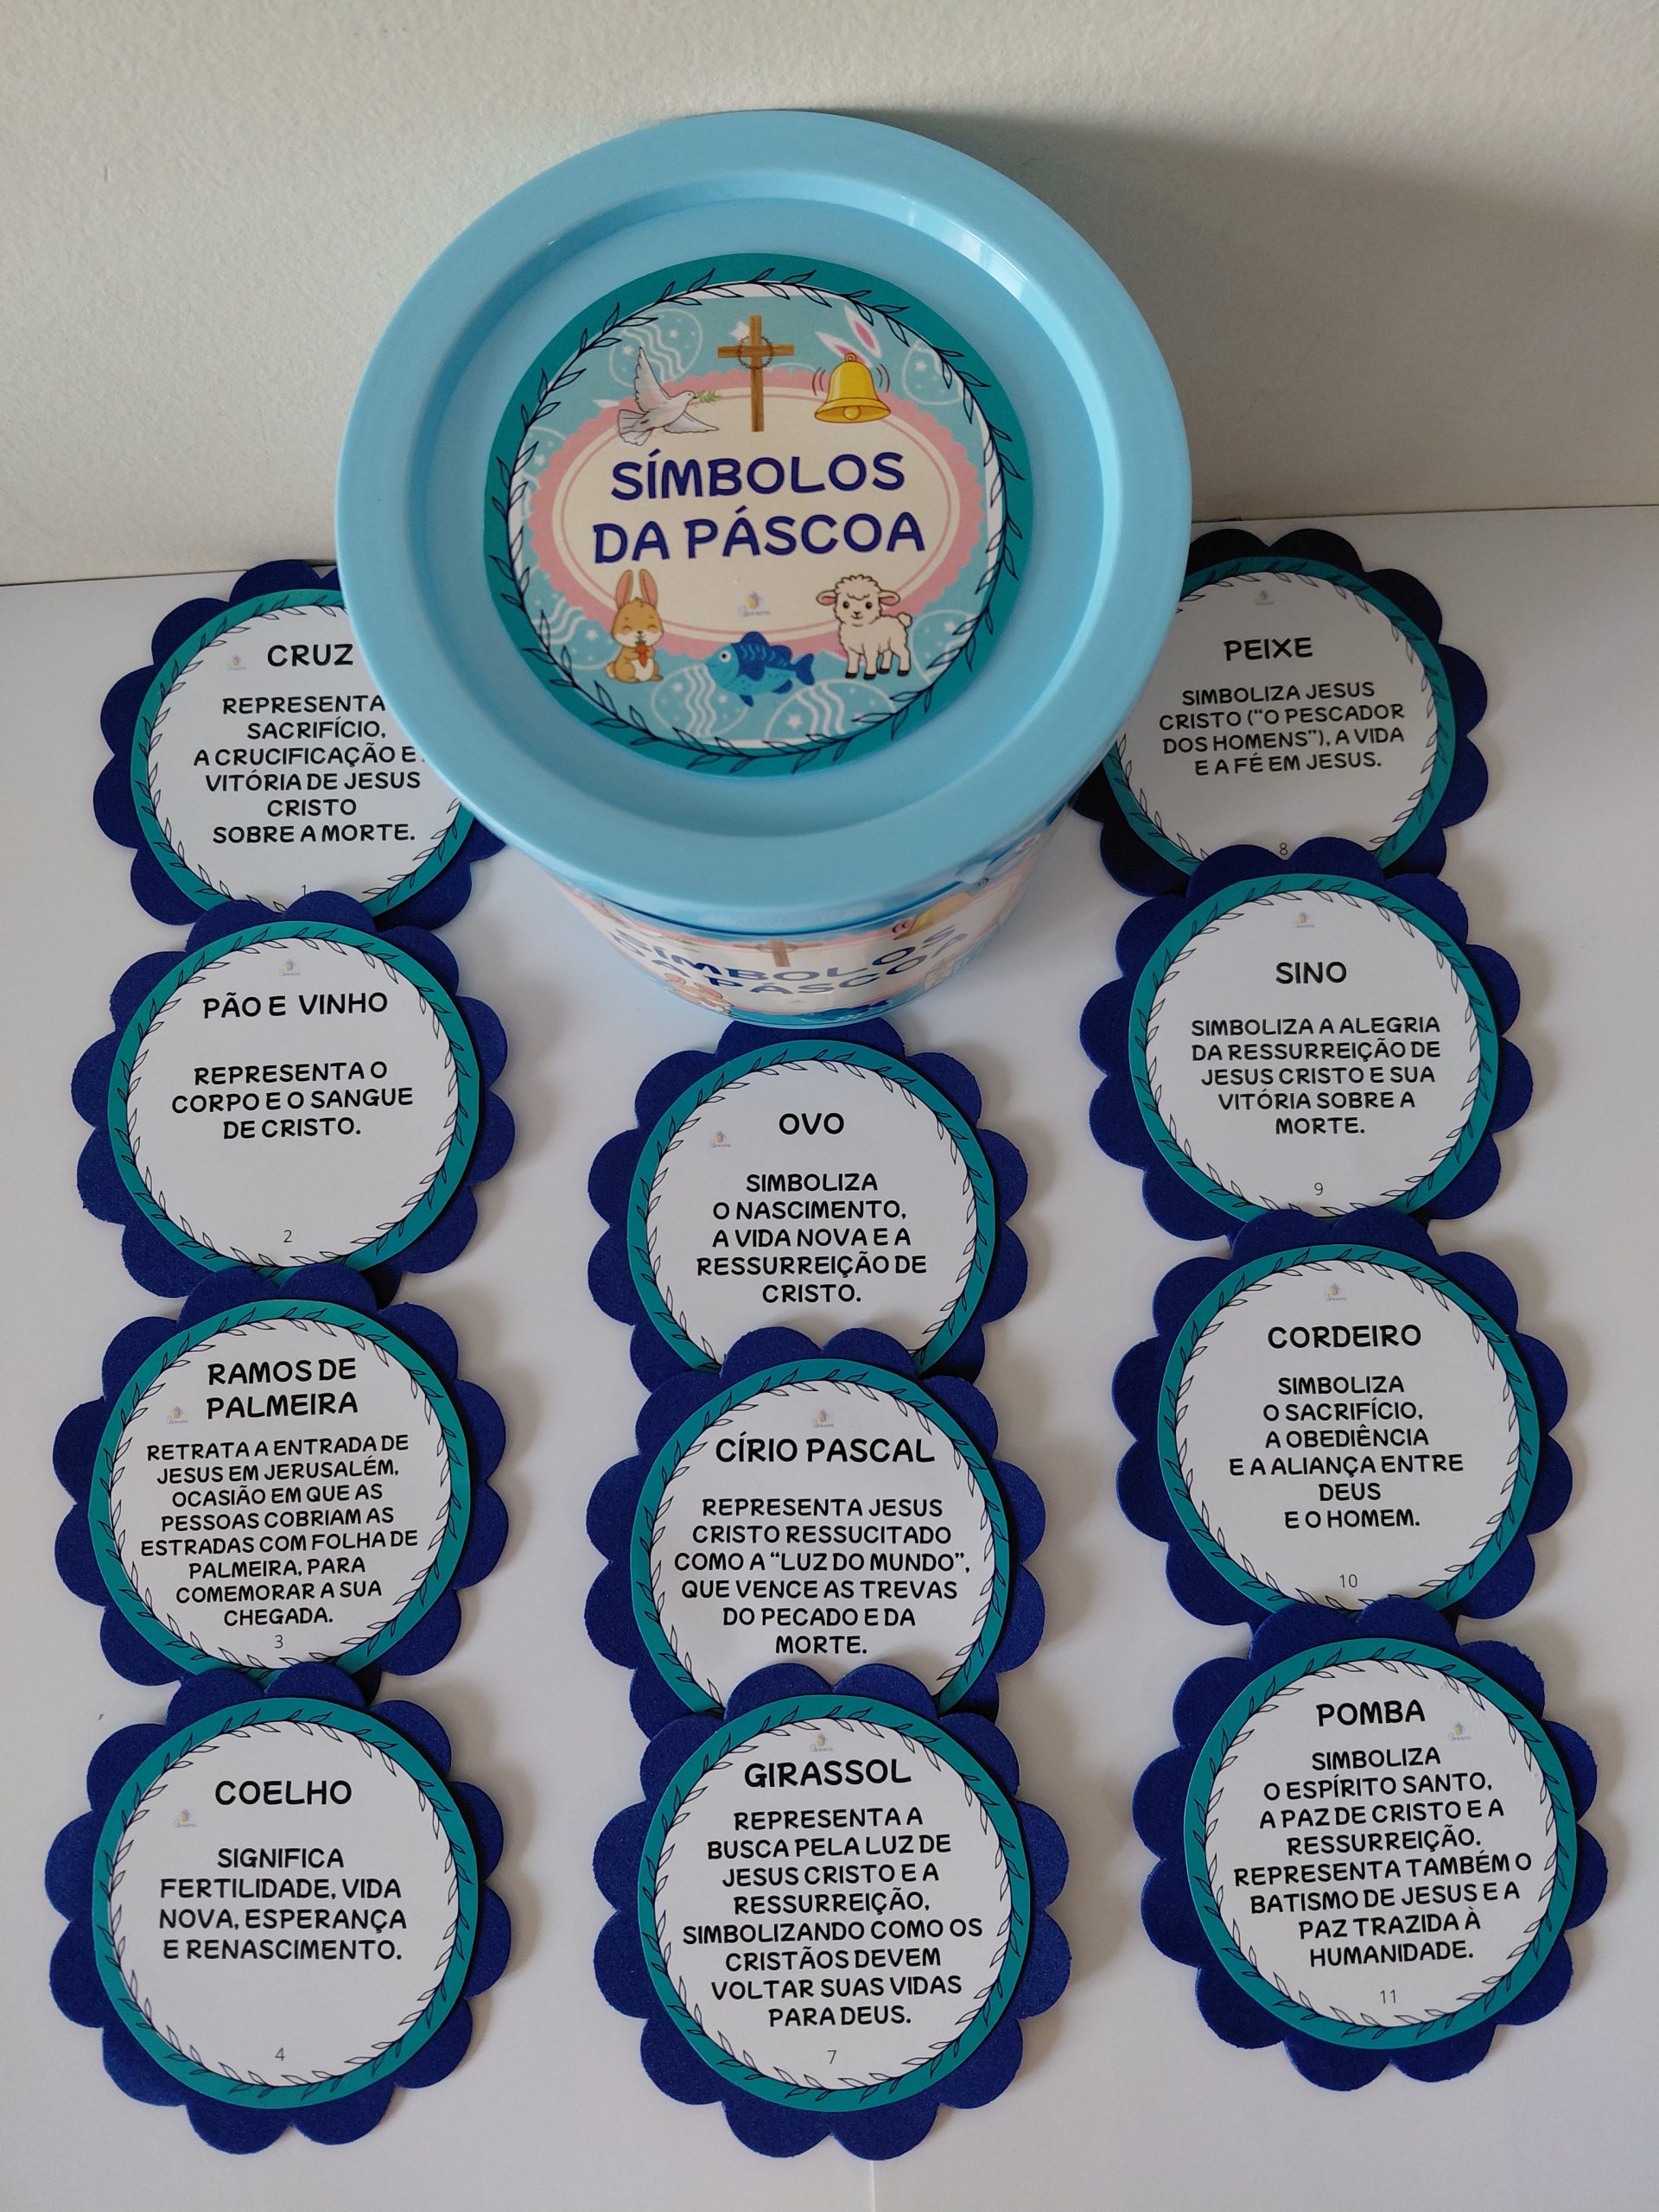 SÍMBOLOS
DA PÁSCOA
SÍMBOLOS
DA PÁSCOA
CRUZ
REPRESENTA
SACRIFÍCIO,
A CRUCIFICAÇÃO E
VITÓRIA DE JESUS
CRISTO
SOBRE A MORTE.
1
PÃO E VINHO
REPRESENTA O
CORPO E O SANGUE
DE CRISTO.
2
RAMOS DE
PALMEIRA
RETRATA A ENTRADA DE
JESUS EM JERUSALÉM,
OCASIÃO EM QUE AS
PESSOAS COBRIAM AS
ESTRADAS COM FOLHA DE
PALMEIRA, PARA
COMEMORAR A SUA
CHEGADA.
3
COELHO
SIGNIFICA
FERTILIDADE, VIDA
NOVA, ESPERANÇA
E RENASCIMENTO.
4
OVO
SIMBOLIZA
O NASCIMENTO,
A VIDA NOVA E A
RESSURREIÇÃO DE
CRISTO.
CÍRIO PASCAL
REPRESENTA JESUS
CRISTO RESSUCITADO
COMO A “LUZ DO MUNDO”,
QUE VENCE AS TREVAS
DO PECADO E DA
MORTE.
GIRASSOL
REPRESENTA A
BUSCA PELA LUZ DE
JESUS CRISTO E A
RESSURREIÇÃO,
SIMBOLIZANDO COMO OS
CRISTÃOS DEVEM
VOLTAR SUAS VIDAS
PARA DEUS.
7
PEIXE
SIMBOLIZA JESUS
CRISTO (“O PESCADOR
DOS HOMENS”), A VIDA
E A FÉ EM JESUS.
8
SINO
SIMBOLIZA A ALEGRIA
DA RESSURREIÇÃO DE
JESUS CRISTO E SUA
VITÓRIA SOBRE A
MORTE.
9
CORDEIRO
SIMBOLIZA
O SACRIFÍCIO,
A OBEDIÊNCIA
E A ALIANÇA ENTRE
DEUS
E O HOMEM.
10
POMBA
SIMBOLIZA
O ESPÍRITO SANTO,
A PAZ DE CRISTO E A
RESSURREIÇÃO.
REPRESENTA TAMBÉM O
BATISMO DE JESUS E A
PAZ TRAZIDA À
HUMANIDADE.
11